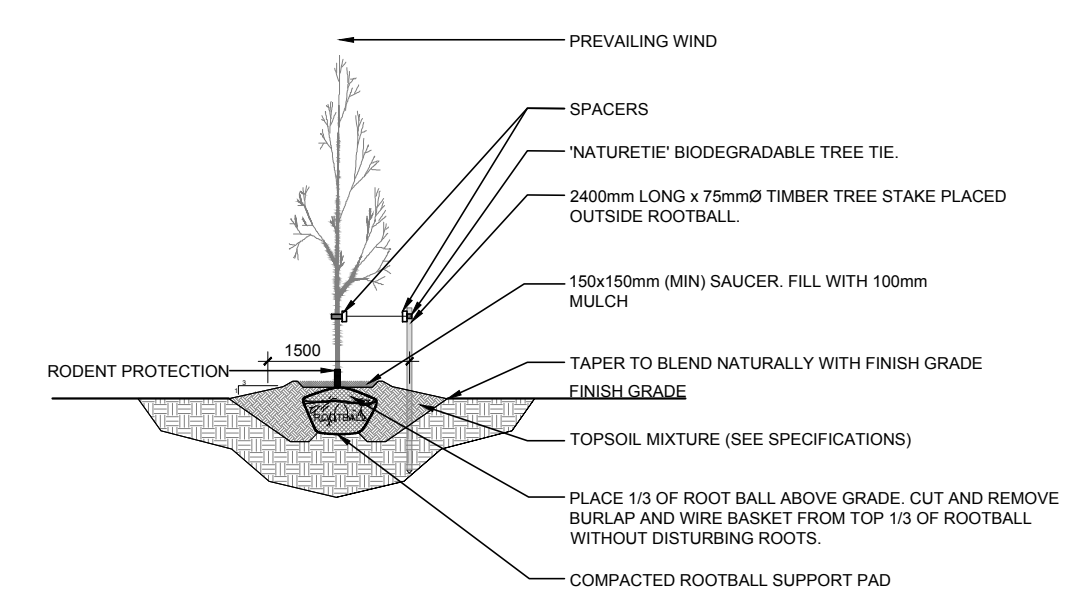 PREVAILING WIND
SPACERS
'NATURETIE' BIODEGRADABLE TREE TIE.
2400mm LONG x 75mmØ TIMBER TREE STAKE PLACED
OUTSIDE ROOTBALL.
150x150mm (MIN) SAUCER. FILL WITH 100mm
MULCH
1500
RODENT PROTECTION
3
1
TAPER TO BLEND NATURALLY WITH FINISH GRADE
FINISH GRADE
ROOTBALL
TOPSOIL MIXTURE (SEE SPECIFICATIONS)
PLACE 1/3 OF ROOT BALL ABOVE GRADE. CUT AND REMOVE
BURLAP AND WIRE BASKET FROM TOP 1/3 OF ROOTBALL
WITHOUT DISTURBING ROOTS.
COMPACTED ROOTBALL SUPPORT PAD